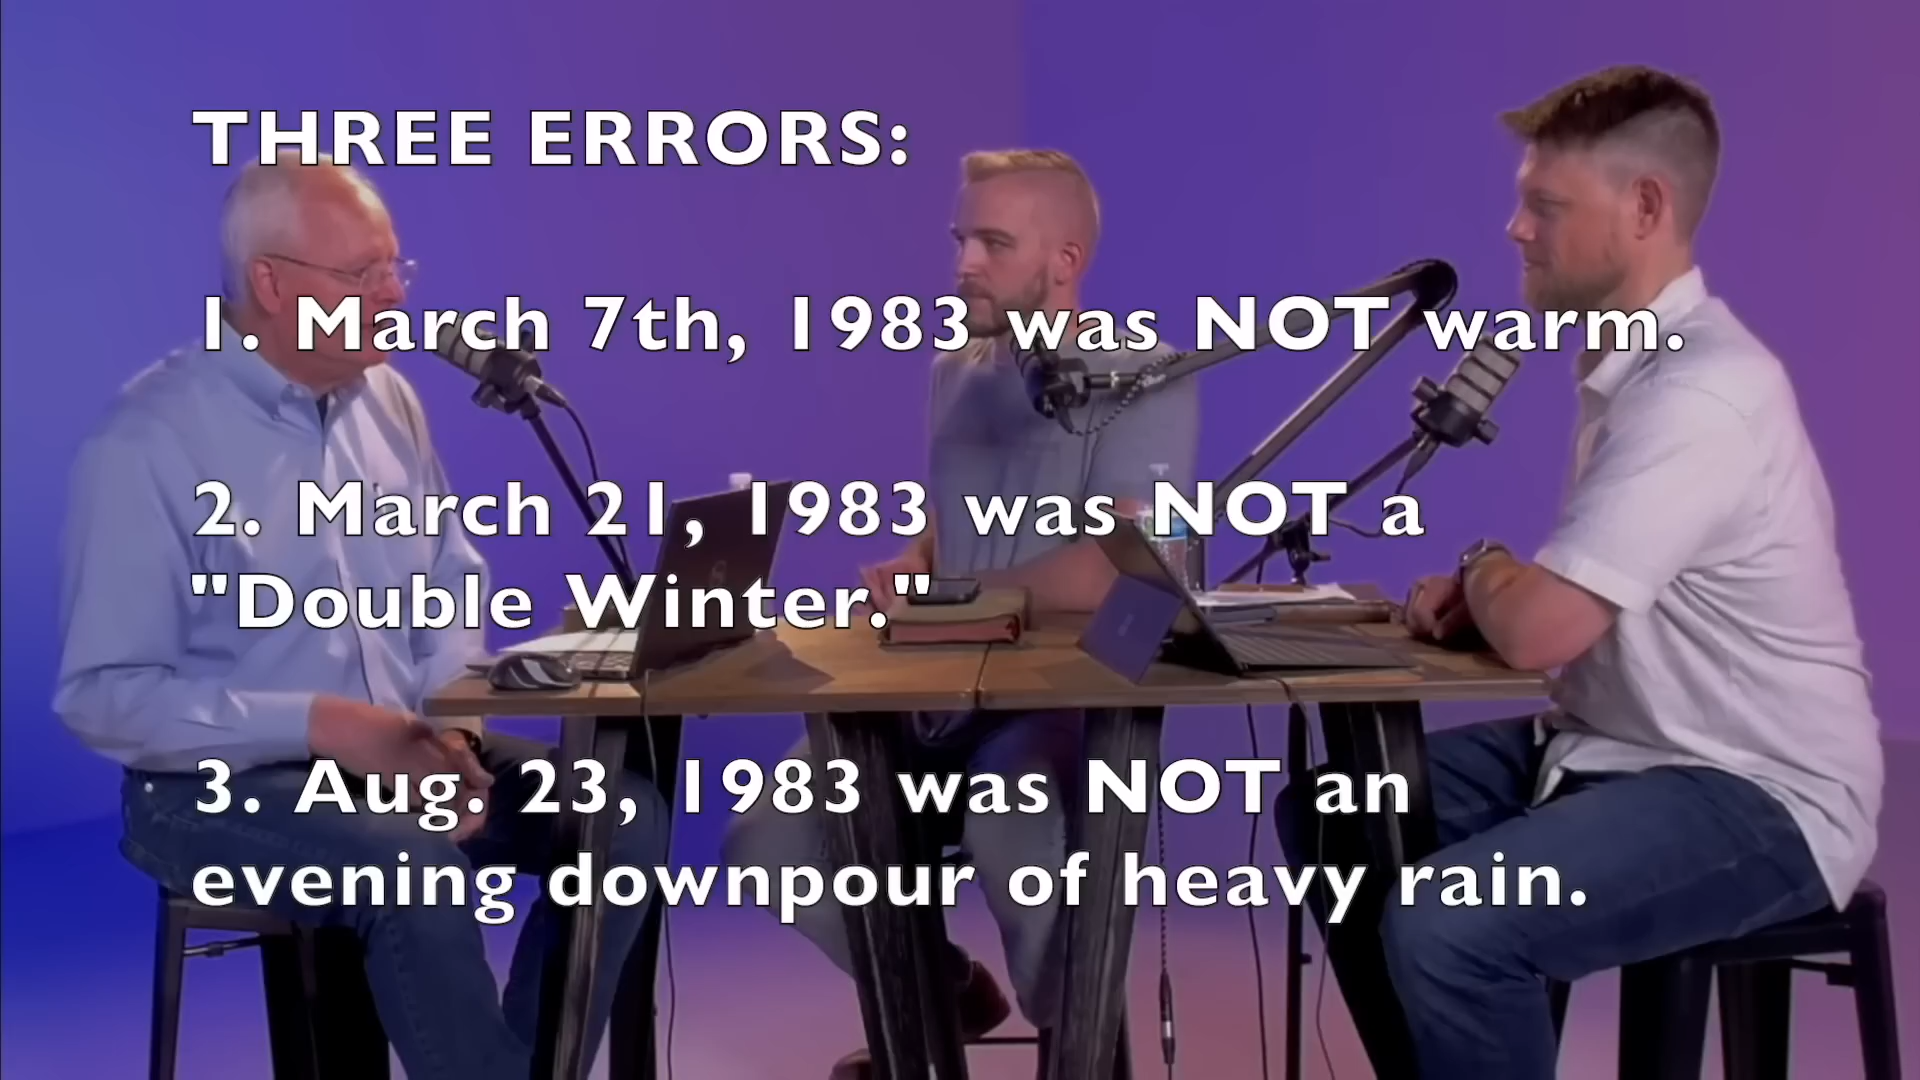 THREE ERRORS:
1. March 7th, 1983 was NOT warm.
2. March 21, 1983 was NOT a
"Double Winter."
3. Aug. 23, 1983 was NOT an
evening downpour of heavy rain.